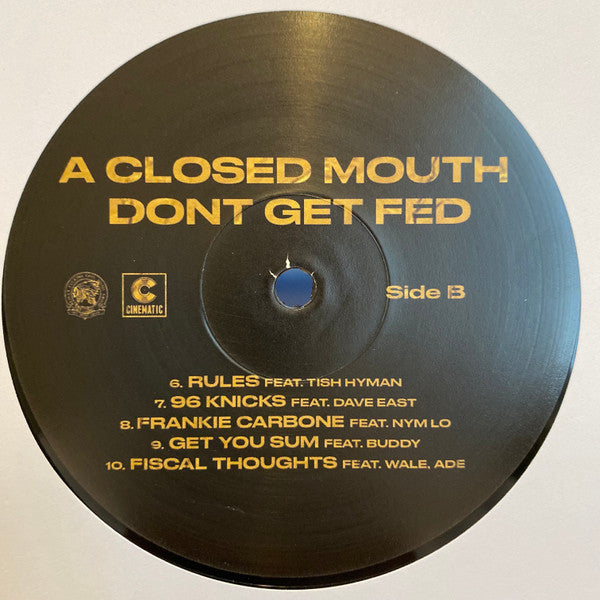 A CLOSED MOUTH
DONT GET FED
Side B
C
CINEMATIC
6. RULES FEAT. TISH HYMAN
7. 96 KNICKS FEAT. DAVE EAST
8. FRANKIE CARBONE FEAT. NYM LO
9. GET YOU SUM FEAT. BUDDY
10. FISCAL THOUGHTS FEAT. WALE, ADE